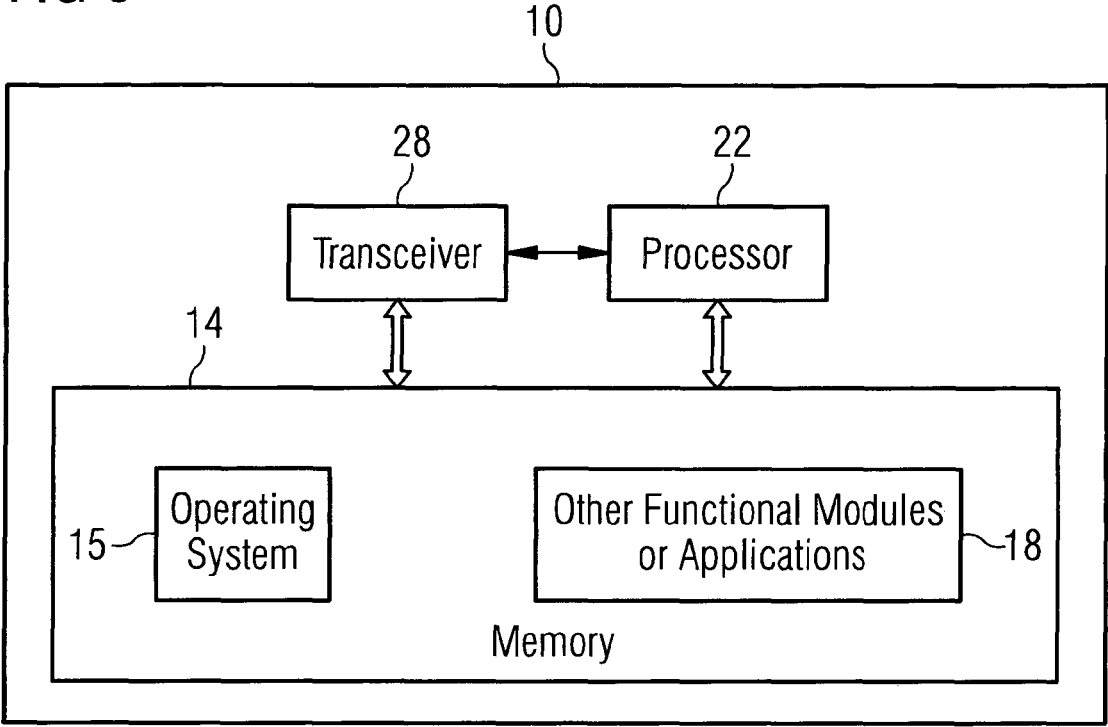 10
28
22
Transceiver
Processor
14
Operating
System
15
Other Functional Modules
or Applications
18
Memory